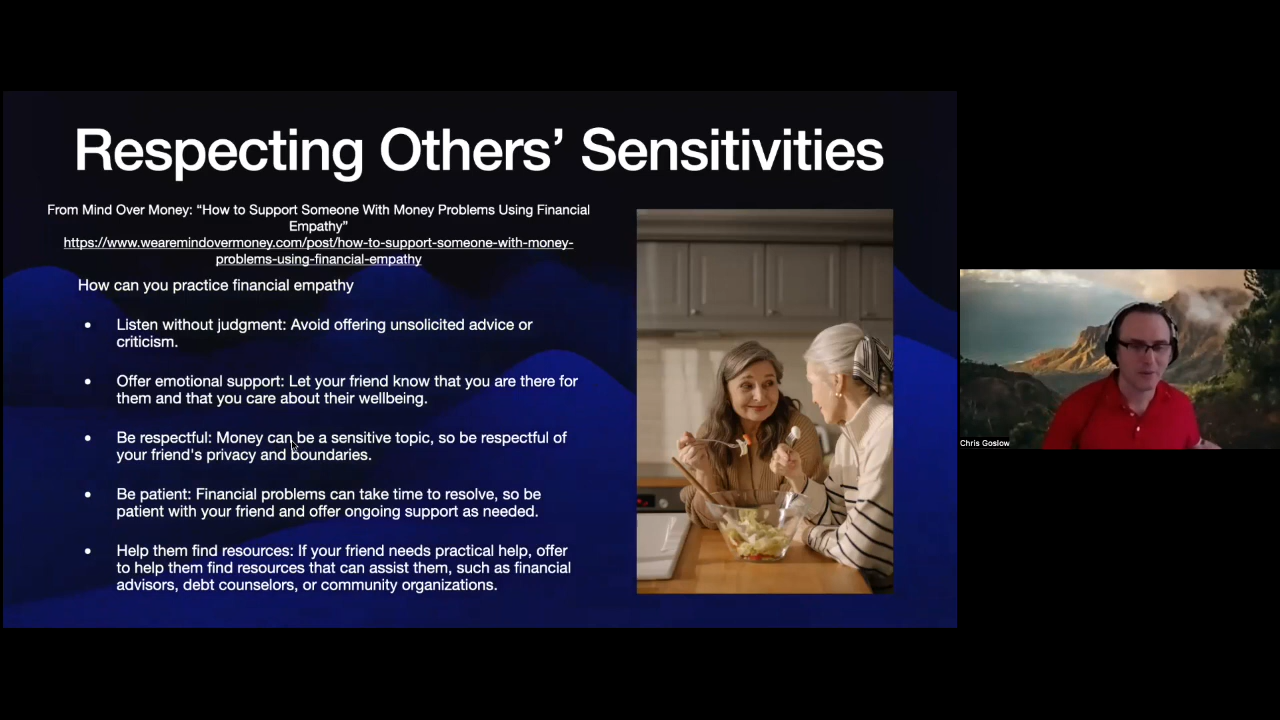 Respecting Others’ Sensitivities
From Mind Over Money: “How to Support Someone With Money Problems Using Financial
Empathy”
https://www.wearemindovermoney.com/post/how-to-support-someone-with-money-
problems-using-financial-empathy
How can you practice financial empathy
• Listen without judgment: Avoid offering unsolicited advice or
criticism.
• Offer emotional support: Let your friend know that you are there for
them and that you care about their wellbeing.
• Be respectful: Money can be a sensitive topic, so be respectful of
your friend's privacy and boundaries.
• Be patient: Financial problems can take time to resolve, so be
patient with your friend and offer ongoing support as needed.
• Help them find resources: If your friend needs practical help, offer
to help them find resources that can assist them, such as financial
advisors, debt counselors, or community organizations.
Chris Goslow